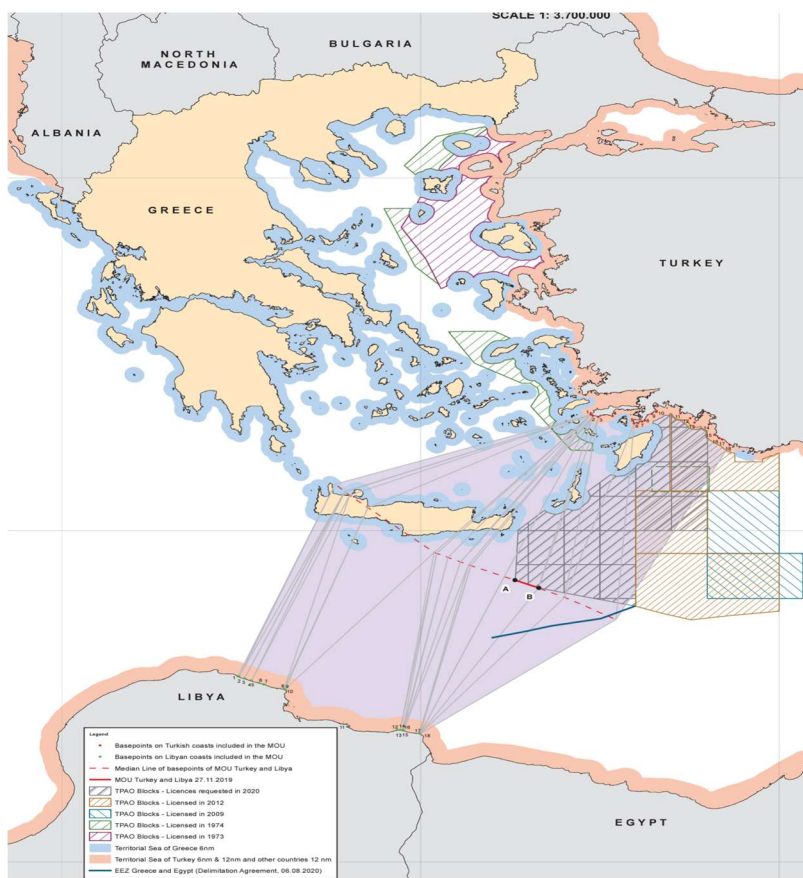 SCALE 1: 3.700.000
BULGARIA
NORTH
MACEDONIA
ALBANIA
GREECE
TURKEY
A
B
LIBYA
EGYPT
Legend
Basepoints on Turkish coasts included in the MOU
Basepoints on Libyan coasts included in the MOU
Median Line of basepoints of MOU Turkey and Libya
MOU Turkey and Libya 27.11.2019
TPAO Blocks - Licences requested in 2020
TPAO Blocks - Licensed in 2012
TPAO Blocks - Licensed in 2009
TPAO Blocks - Licensed in 1974
TPAO Blocks - Licensed in 1973
Territorial Sea of Greece 6nm
Territorial Sea of Turkey 6nm & 12nm and other countries 12 nm
EEZ Greece and Egypt (Delimitation Agreement, 06.08.2020)